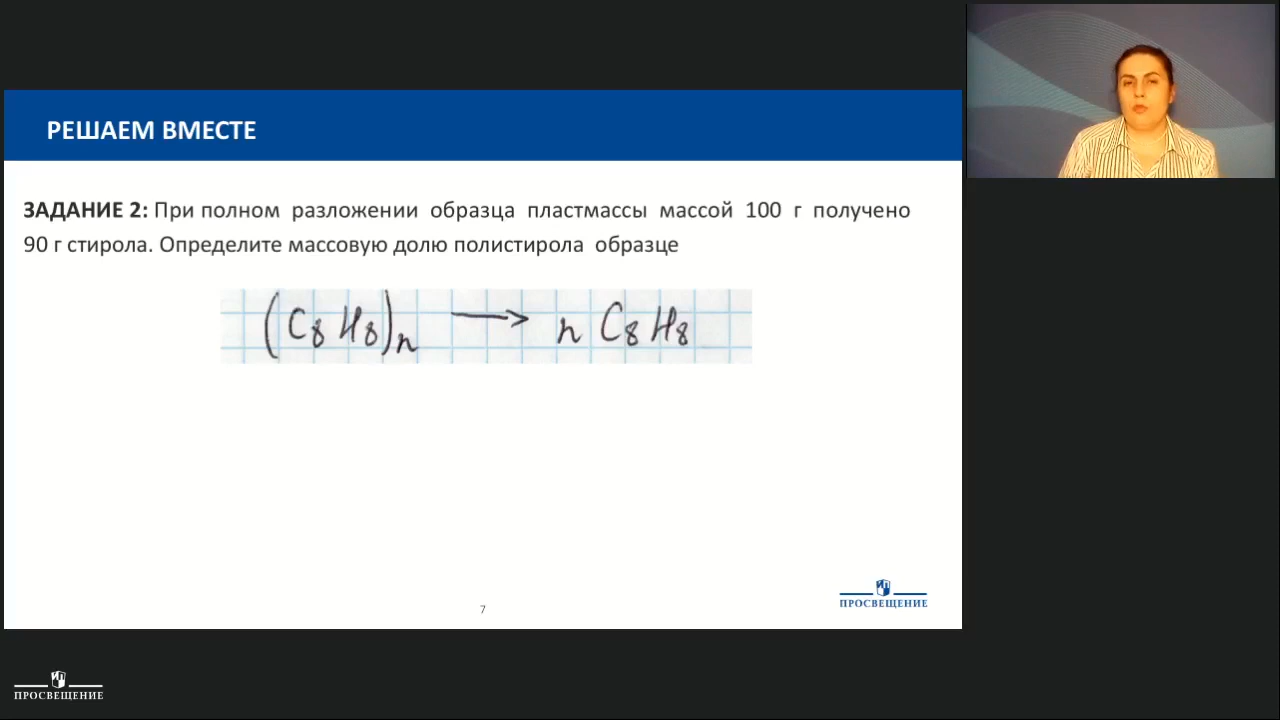 РЕШАЕМ ВМЕСТЕ
ЗАДАНИЕ 2: При полном разложении образца пластмассы массой 100 г получено
90 г стирола. Определите массовую долю полистирола образце
(C₈H₈)ₙ → n C₈H₈
ПРОСВЕЩЕНИЕ
7
ПРОСВЕЩЕНИЕ